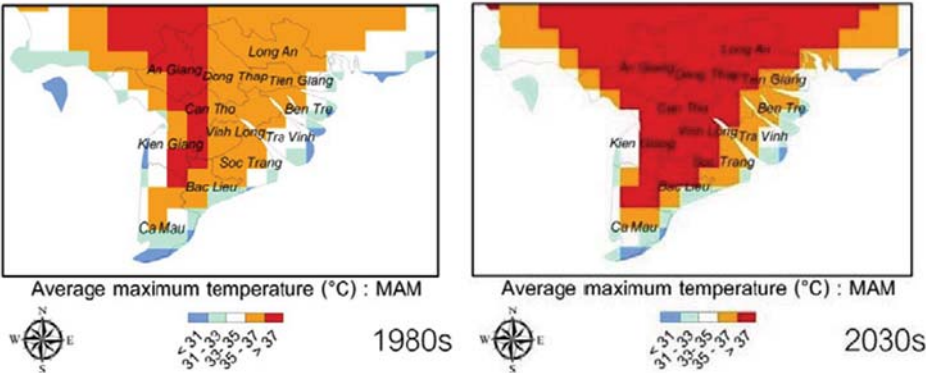 Long An
An Giang
Dong Thap
Tien Giang
Can Tho
Ben Tre
Vinh Long
Tra Vinh
Kien Giang
Soc Trang
Bac Lieu
Ca Mau
Average maximum temperature (°C) : MAM
N
W
E
S
< 31
31 - 33
33-35
35 - 37
> 37
1980s
Long An
An Giang
Dong Thap
Tien Giang
Can Tho
Ben Tre
Vinh Long
Tra Vinh
Kien Giang
Soc Trang
Bac Lieu
Ca Mau
Average maximum temperature (°C) : MAM
N
W
E
S
< 31
31 - 33
33-35
35 - 37
> 37
2030s